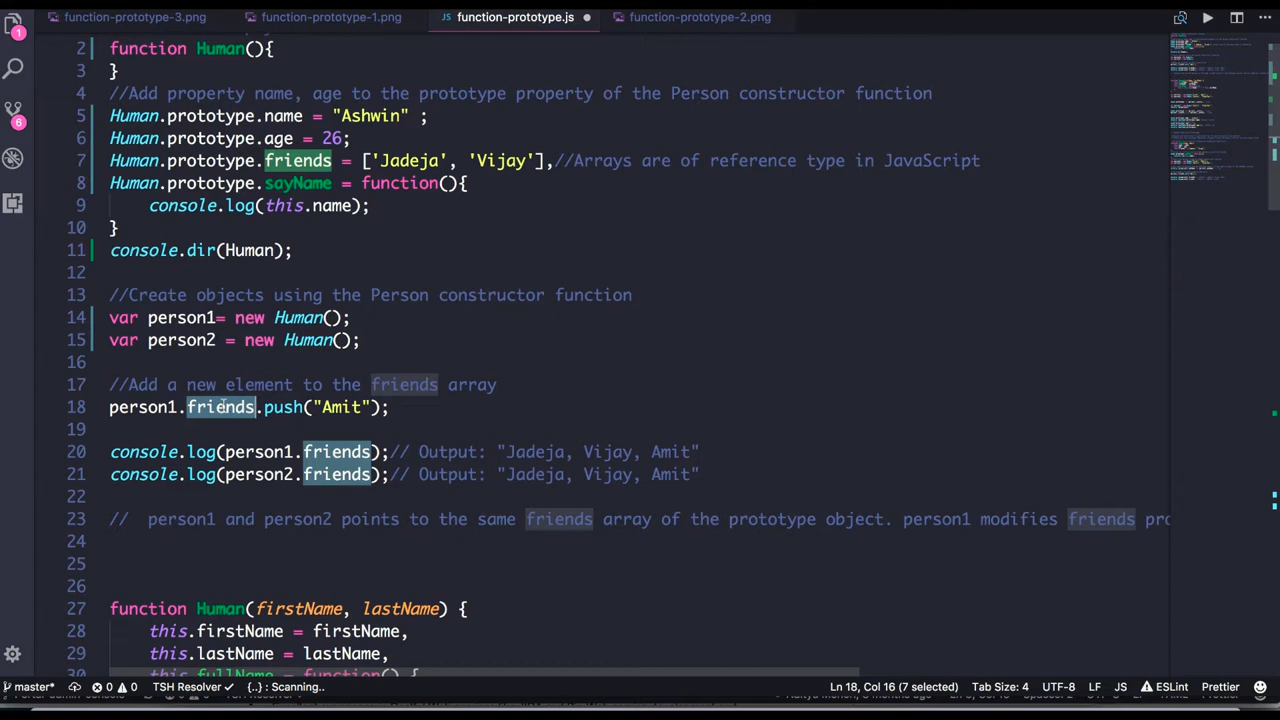 function-prototype-3.png function-prototype-1.png JS function-prototype.js function-prototype-2.png
1
6
2 function Human(){
3 }
4 //Add property name, age to the prototype property of the Person constructor function
5 Human.prototype.name = "Ashwin" ;
6 Human.prototype.age = 26;
7 Human.prototype.friends = ['Jadeja', 'Vijay'],//Arrays are of reference type in JavaScript
8 Human.prototype.sayName = function(){
9 console.log(this.name);
10 }
11 console.dir(Human);
12
13 //Create objects using the Person constructor function
14 var person1= new Human();
15 var person2 = new Human();
16
17 //Add a new element to the friends array
18 person1.friends.push("Amit");
19
20 console.log(person1.friends);// Output: "Jadeja, Vijay, Amit"
21 console.log(person2.friends);// Output: "Jadeja, Vijay, Amit"
22
23 // person1 and person2 points to the same friends array of the prototype object. person1 modifies friends pro
24
25
26
27 function Human(firstName, lastName) {
28 this.firstName = firstName,
29 this.lastName = lastName,
30 this.fullName = function() {
master* 0 0 TSH Resolver {..} : Scanning.. Ln 18, Col 16 (7 selected) Tab Size: 4 UTF-8 LF JS ESLint Prettier